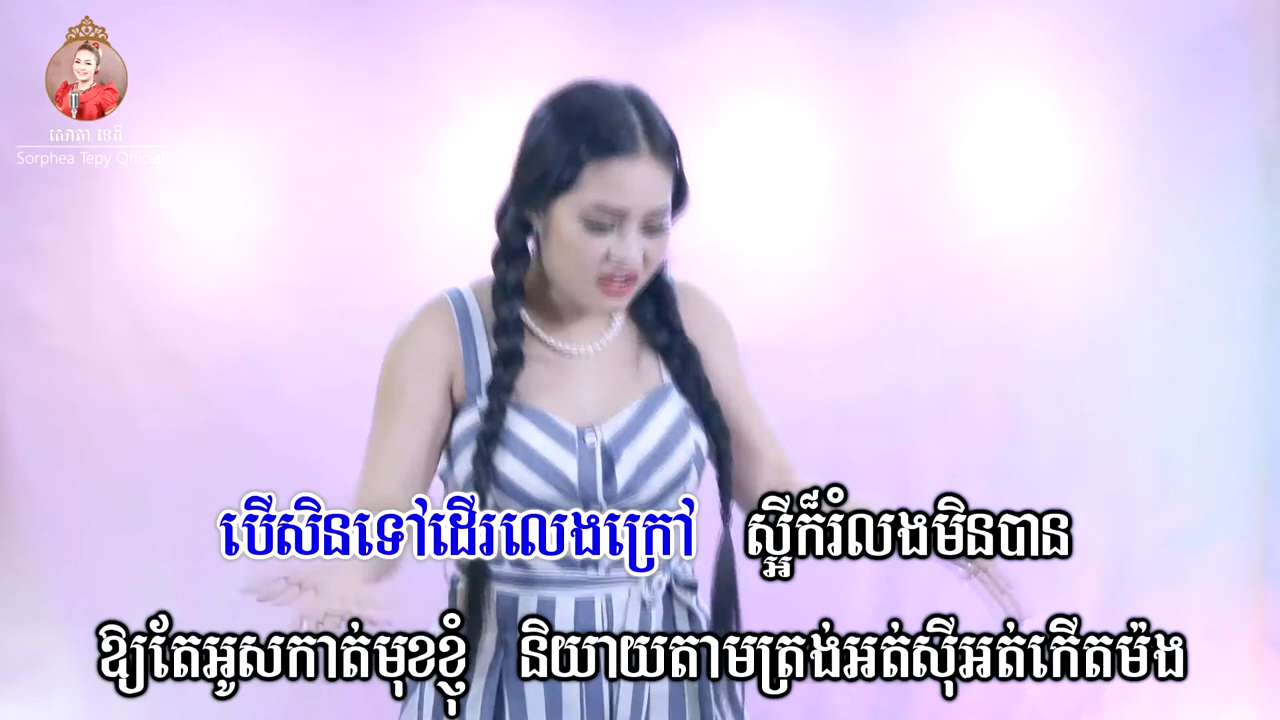 សោភា ទេពី
Sorphea Tepy Official
បើសិនទៅដើរលេងក្រៅ ស្អីក៏រំលងមិនបាន
ឱ្យតែអូសកាត់មុខខ្ញុំ និយាយតាមត្រង់អត់ស៊ីអត់កើតម៉ង